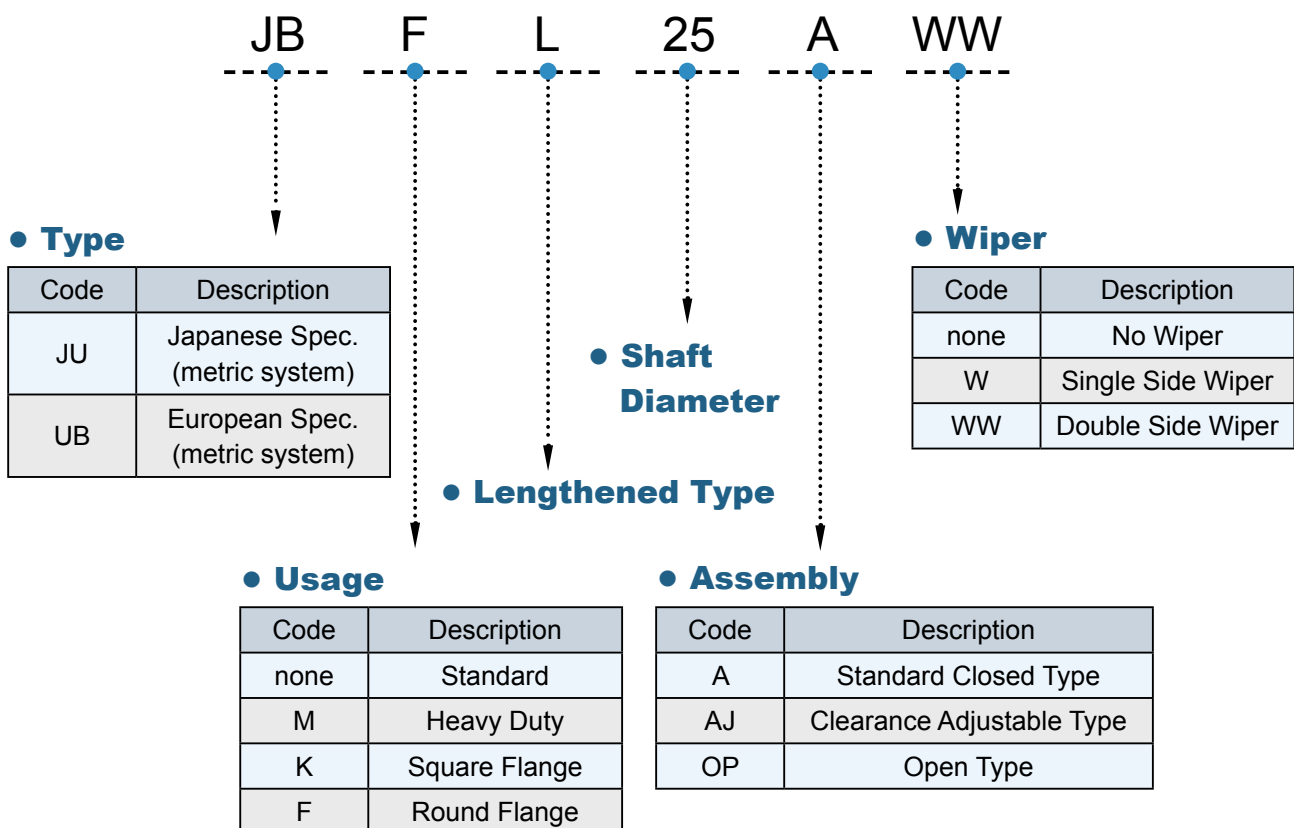 JB F L 25 A WW
● Type
Code Description
JU Japanese Spec.
(metric system)
UB European Spec.
(metric system)
● Wiper
Code Description
none No Wiper
W Single Side Wiper
WW Double Side Wiper
● Shaft
Diameter
● Lengthened Type
● Usage
Code Description
none Standard
M Heavy Duty
K Square Flange
F Round Flange
● Assembly
Code Description
A Standard Closed Type
AJ Clearance Adjustable Type
OP Open Type